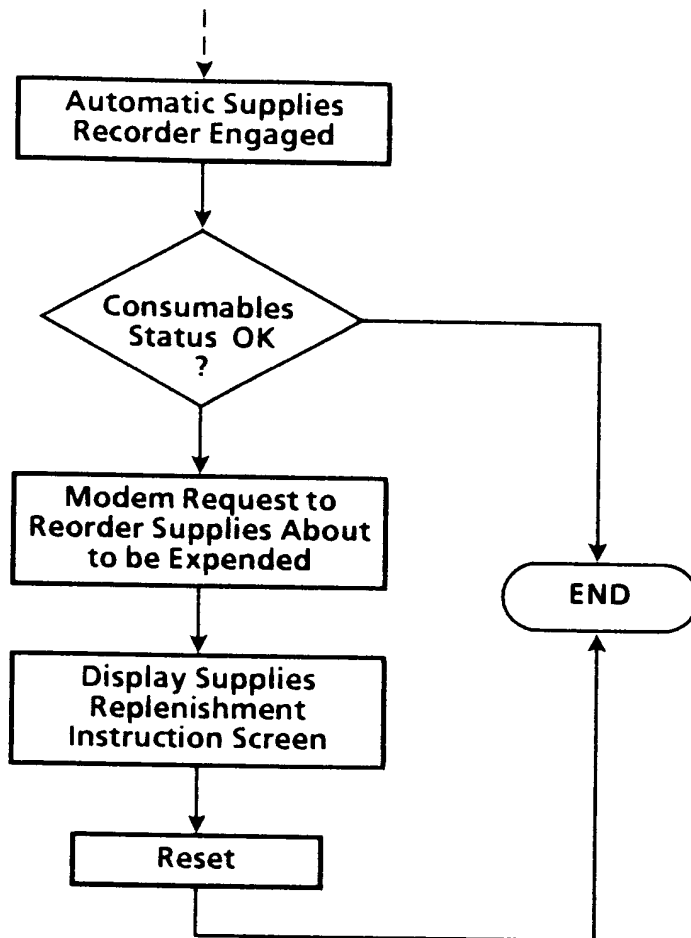 Automatic Supplies
Recorder Engaged
Consumables
Status OK
?
Modem Request to
Reorder Supplies About
to be Expended
END
Display Supplies
Replenishment
Instruction Screen
Reset